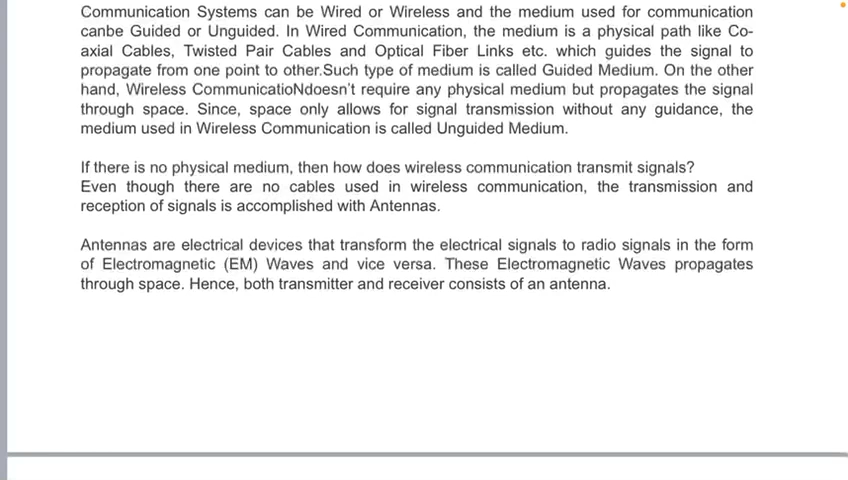 Communication Systems can be Wired or Wireless and the medium used for communication
canbe Guided or Unguided. In Wired Communication, the medium is a physical path like Co-
axial Cables, Twisted Pair Cables and Optical Fiber Links etc. which guides the signal to
propagate from one point to other.Such type of medium is called Guided Medium. On the other
hand, Wireless CommunicatioNdoesn't require any physical medium but propagates the signal
through space. Since, space only allows for signal transmission without any guidance, the
medium used in Wireless Communication is called Unguided Medium.
If there is no physical medium, then how does wireless communication transmit signals?
Even though there are no cables used in wireless communication, the transmission and
reception of signals is accomplished with Antennas.
Antennas are electrical devices that transform the electrical signals to radio signals in the form
of Electromagnetic (EM) Waves and vice versa. These Electromagnetic Waves propagates
through space. Hence, both transmitter and receiver consists of an antenna.